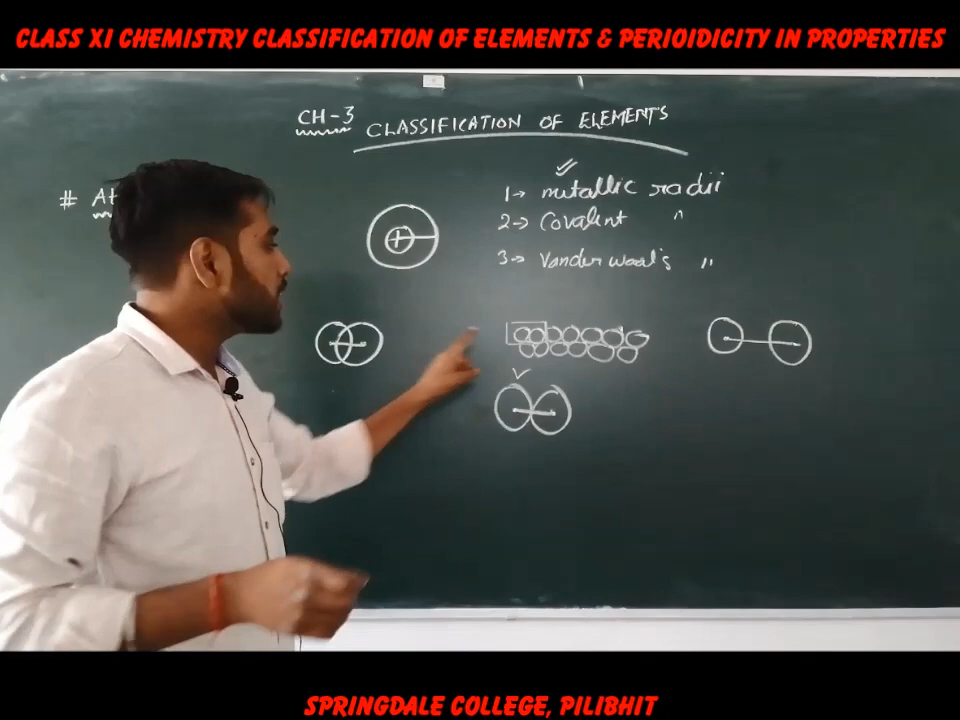 CLASS XI CHEMISTRY CLASSIFICATION OF ELEMENTS & PERIOIDICITY IN PROPERTIES
CH-3 CLASSIFICATION OF ELEMENTS
# At
1→ metallic radii
2→ Covalent "
3→ Vander waal's "
SPRINGDALE COLLEGE, PILIBHIT